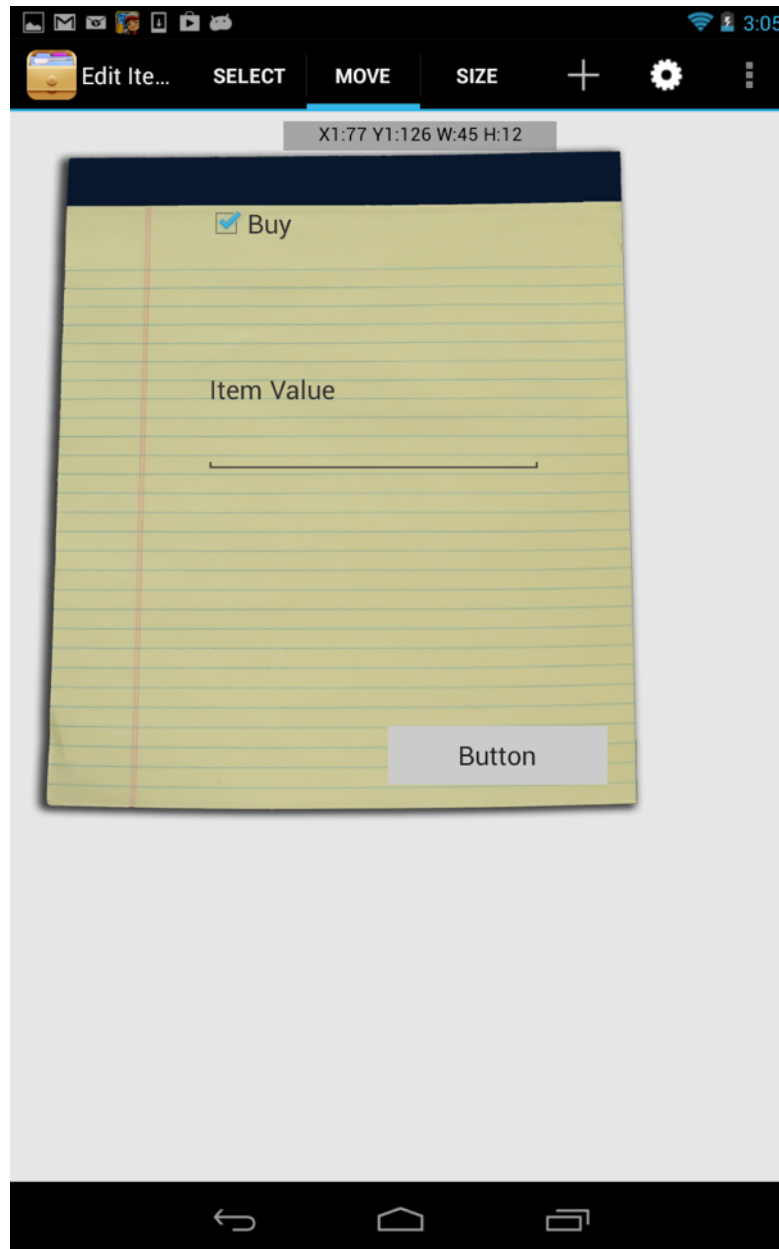 3:05
Edit Ite... SELECT MOVE SIZE
X1:77 Y1:126 W:45 H:12
Buy
Item Value
Button